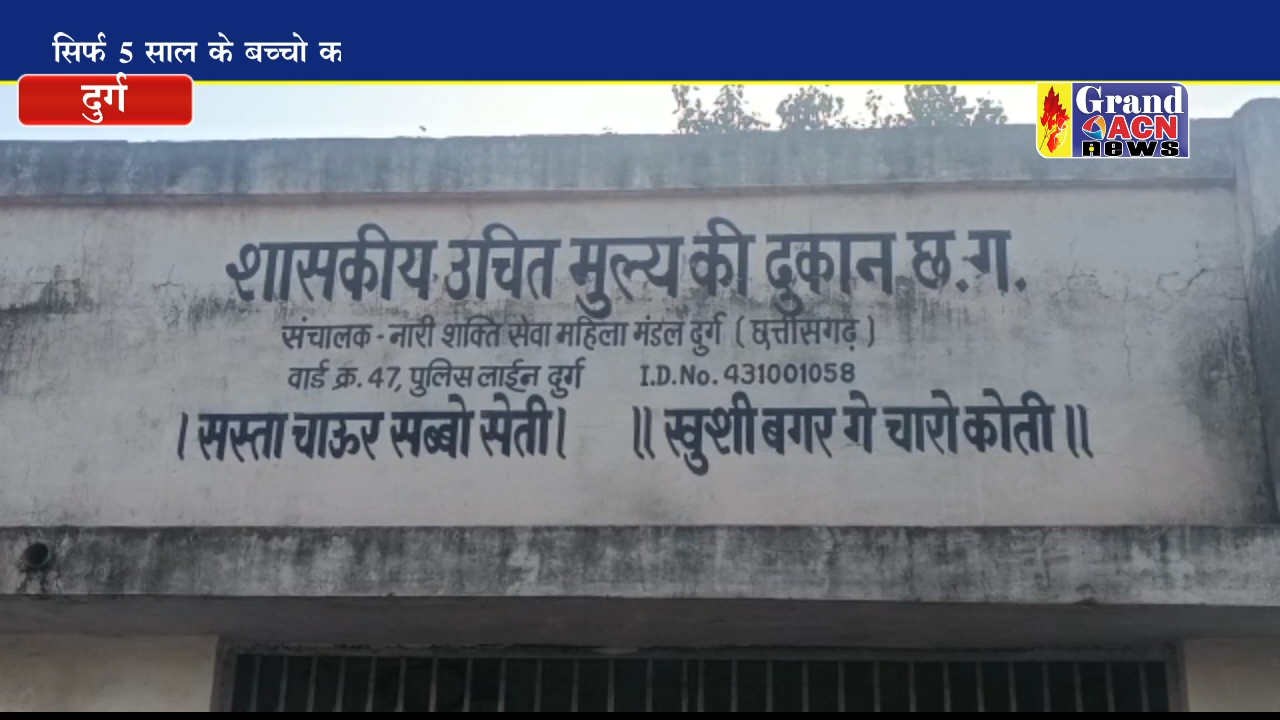 सिर्फ 5 साल के बच्चो क
दुर्ग
Grand
ACN
news
शासकीय उचित मुल्य की दुकान छ.ग.
संचालक - नारी शक्ति सेवा महिला मंडल दुर्ग ( छत्तीसगढ़ )
वार्ड क्र. 47, पुलिस लाईन दुर्ग I.D.No. 431001058
। सस्ता चाऊर सब्बो सेती। ॥ खुशी बगर गे चारो कोती ॥